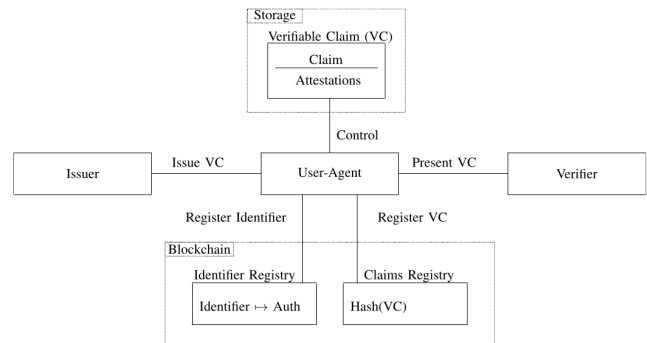 Storage
Verifiable Claim (VC)
Claim
Attestations
Control
Issuer
Issue VC
User-Agent
Present VC
Verifier
Register Identifier
Register VC
Blockchain
Identifier Registry
Claims Registry
Identifier ↦ Auth
Hash(VC)